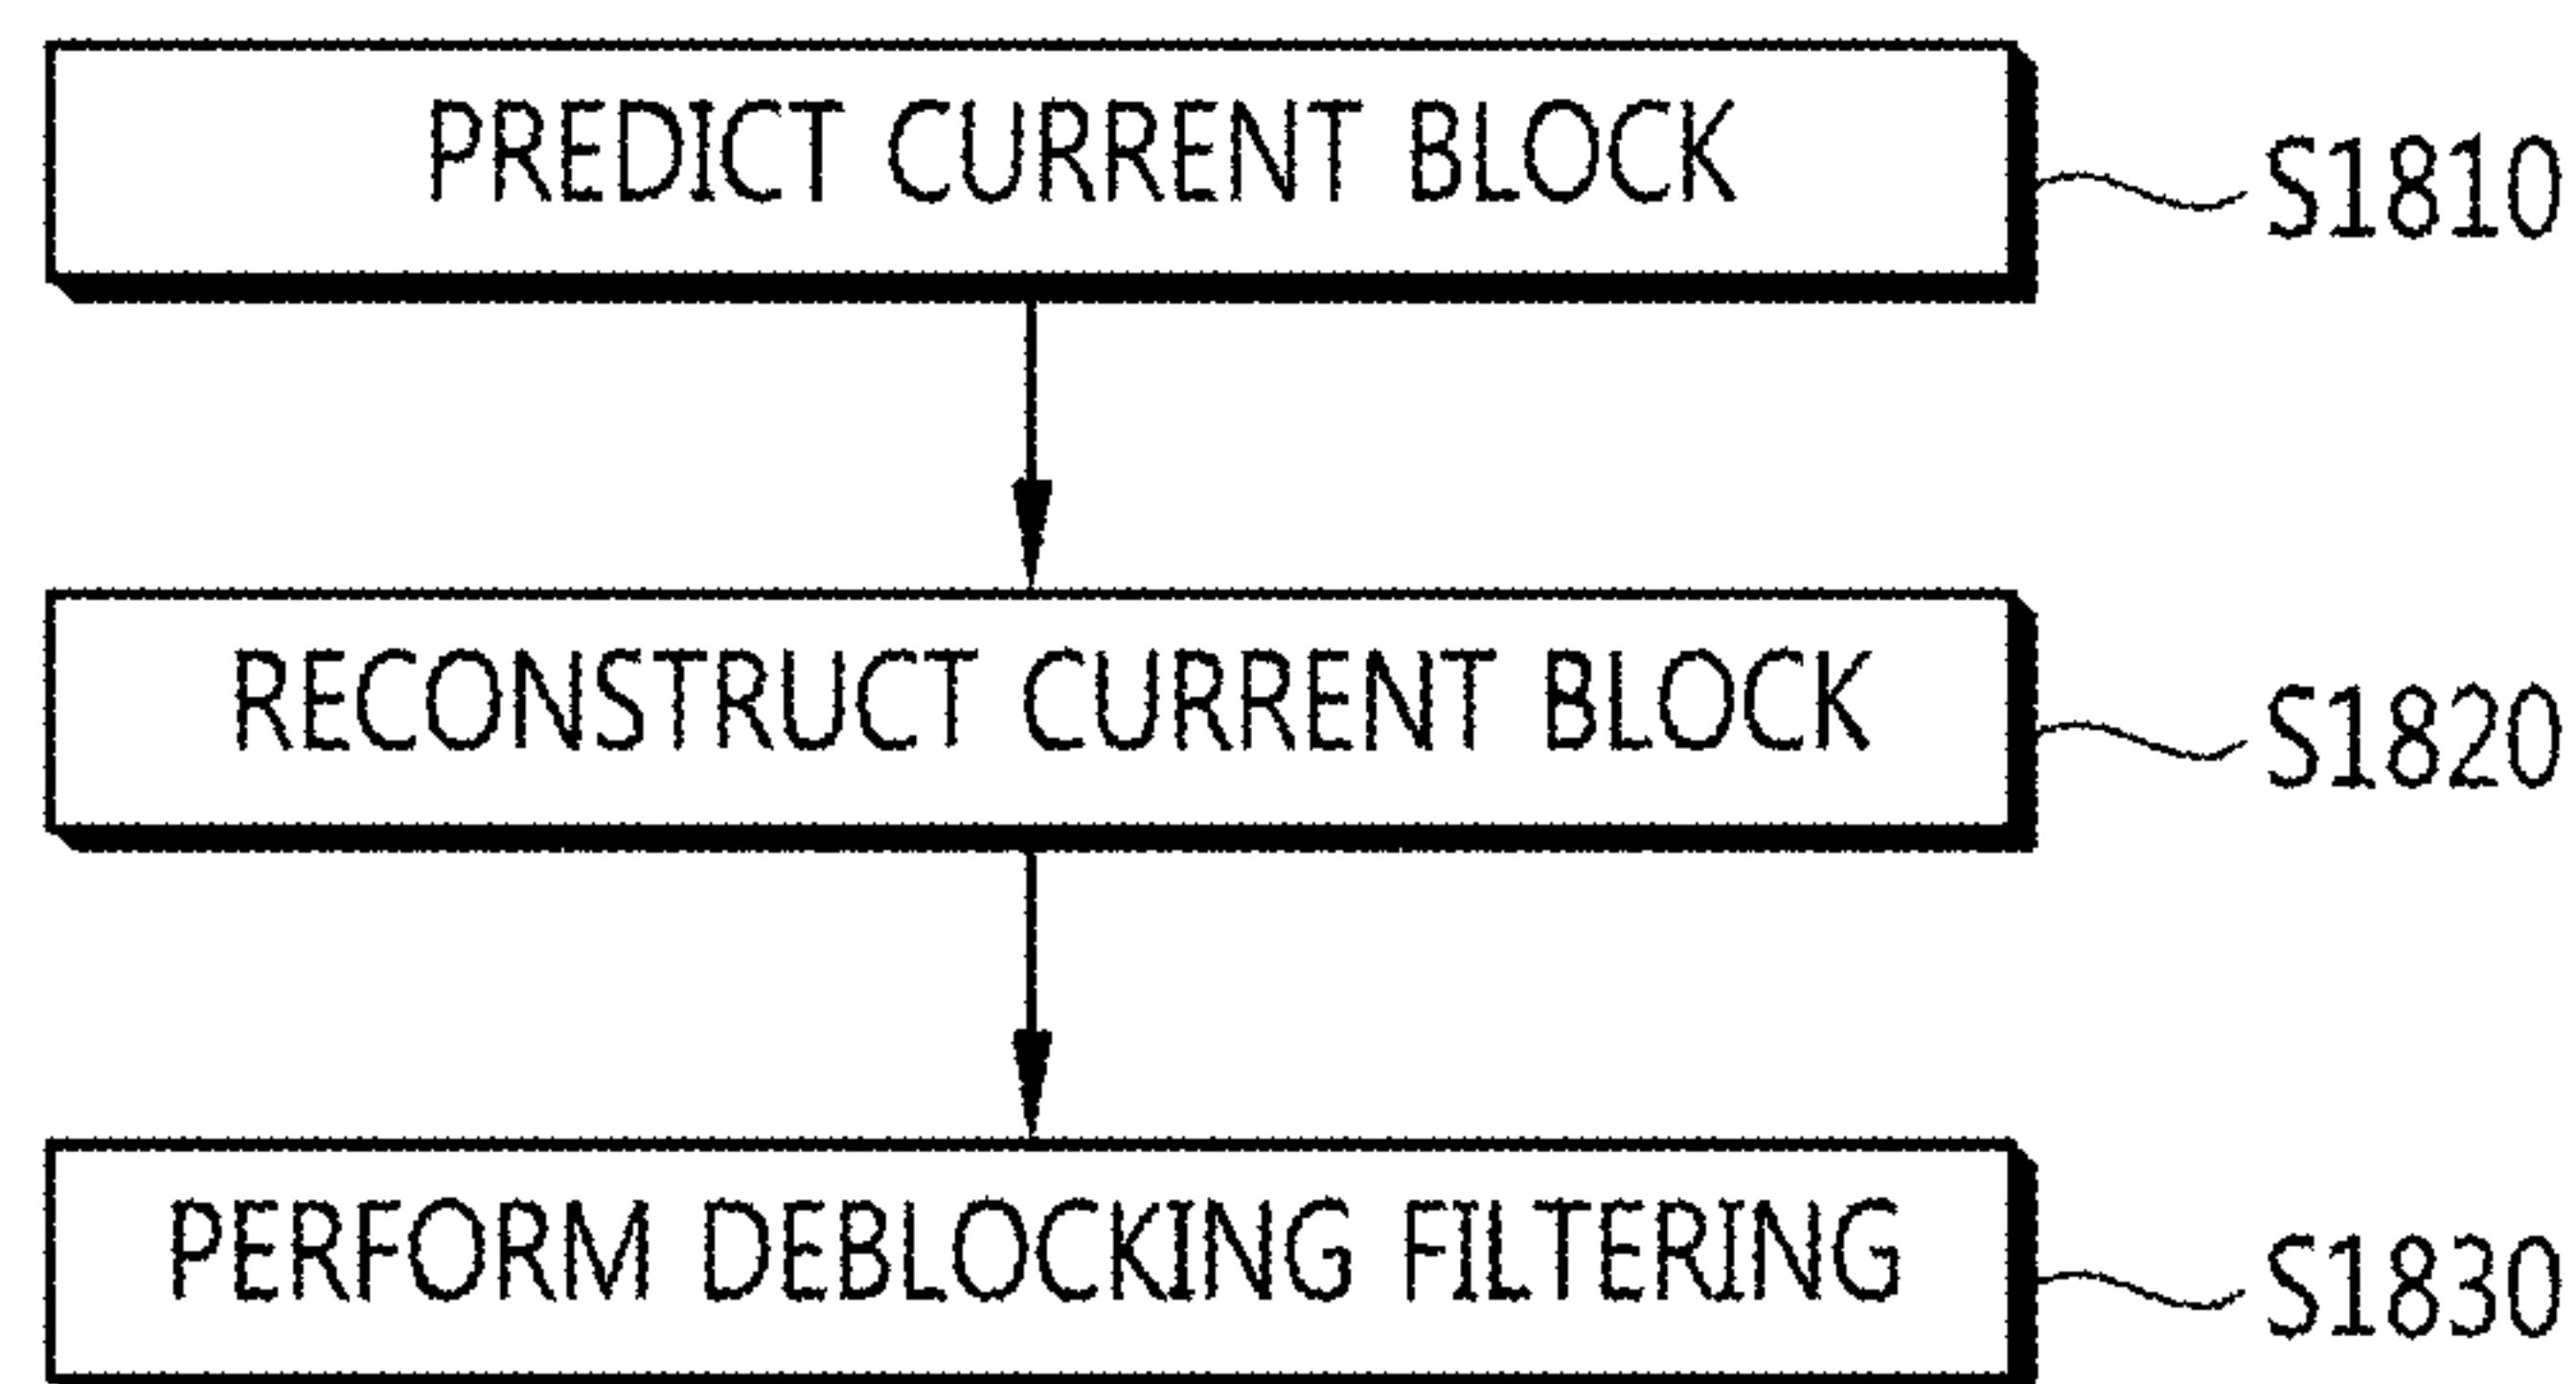 PREDICT CURRENT BLOCK
S1810
RECONSTRUCT CURRENT BLOCK
S1820
PERFORM DEBLOCKING FILTERING
S1830